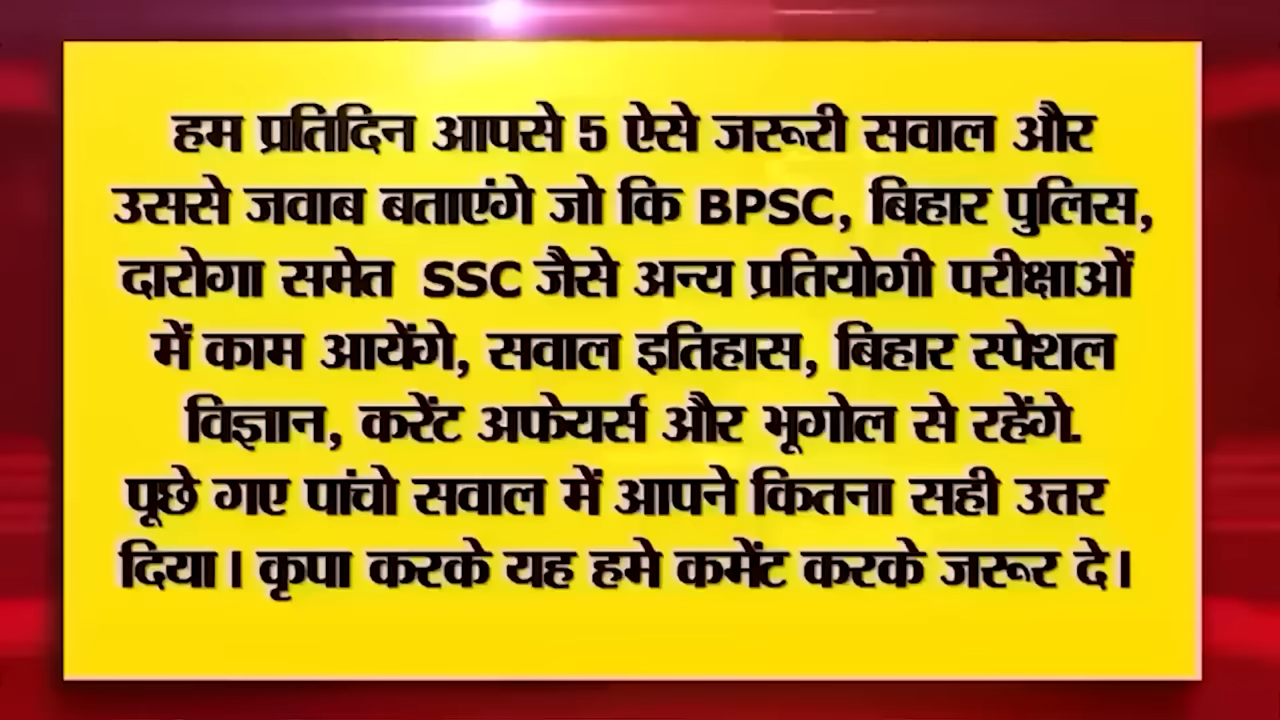 हम प्रतिदिन आपसे 5 ऐसे जरूरी सवाल और
उससे जवाब बताएंगे जो कि BPSC, बिहार पुलिस,
दारोगा समेत SSC जैसे अन्य प्रतियोगी परीक्षाओं
में काम आयेंगे, सवाल इतिहास, बिहार स्पेशल
विज्ञान, करेंट अफेयर्स और भूगोल से रहेंगे.
पूछे गए पांचो सवाल में आपने कितना सही उत्तर
दिया। कृपा करके यह हमे कमेंट करके जरूर दे।